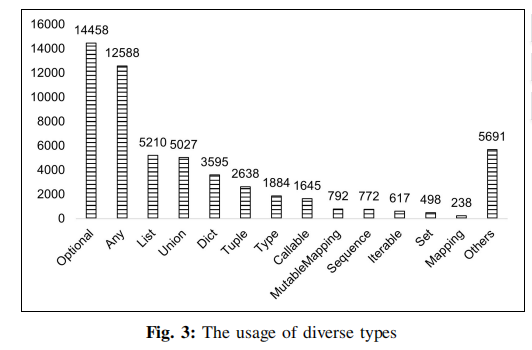 16000
14000
12000
10000
8000
6000
4000
2000
0
14458
12588
5210
5027
3595
2638
1884
1645
792
772
617
498
238
5691
Optional
Any
List
Union
Dict
Tuple
Type
Callable
MutableMapping
Sequence
Iterable
Set
Mapping
Others
Fig. 3: The usage of diverse types